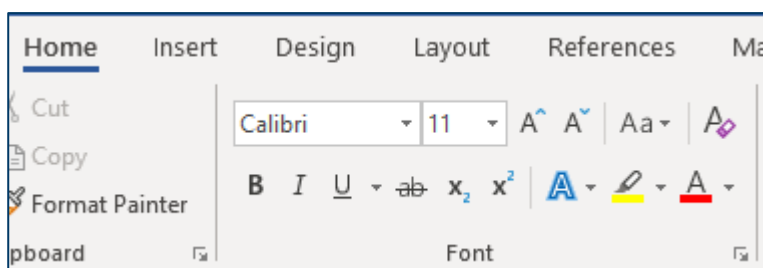 Home Insert Design Layout References Ma
Cut
Copy
Format Painter
pboard
Calibri 11 A A Aa A
B I U ab x2 x2 A A
Font